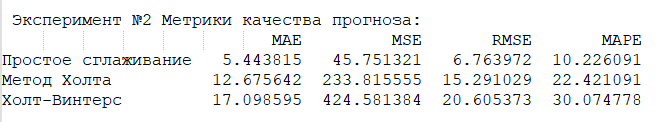 Эксперимент №2 Метрики качества прогноза:
MAE MSE RMSE MAPE
Простое сглаживание 5.443815 45.751321 6.763972 10.226091
Метод Холта 12.675642 233.815555 15.291029 22.421091
Холт-Винтерс 17.098595 424.581384 20.605373 30.074778